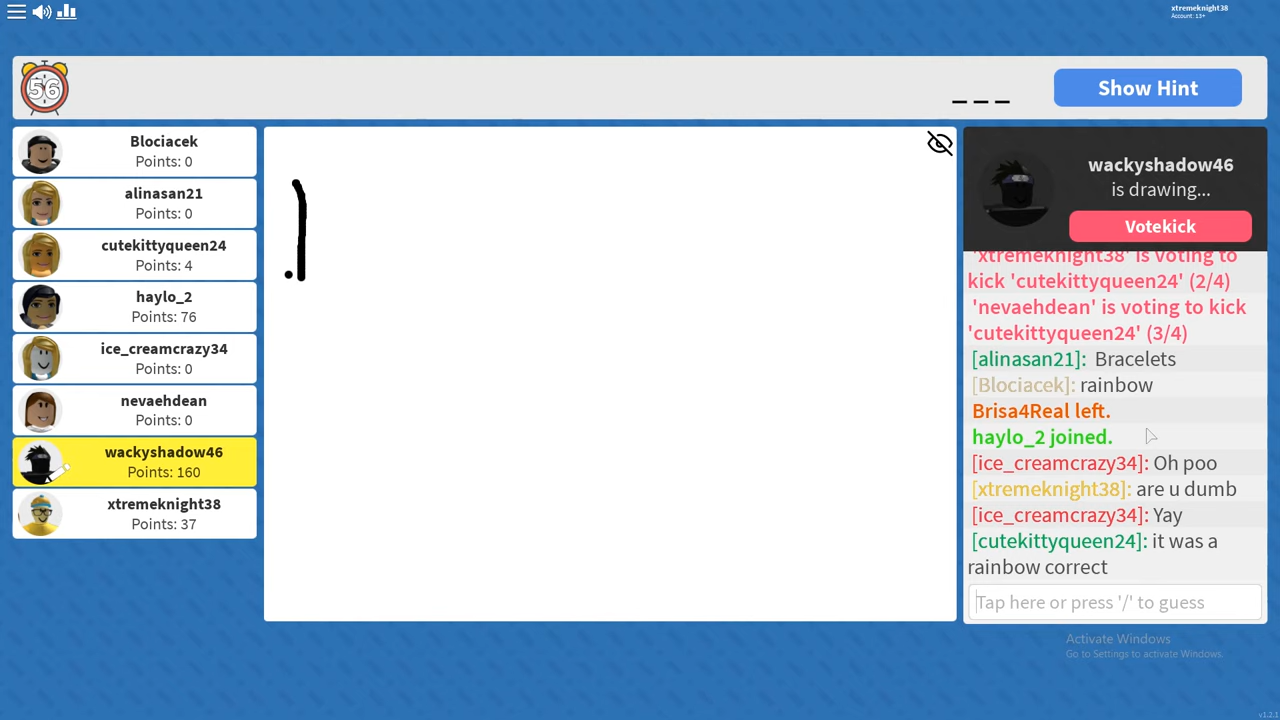 xtremeknight38
Account: 13+
56
_ _ _
Show Hint
Blociacek
Points: 0
alinasan21
Points: 0
cutekittyqueen24
Points: 4
haylo_2
Points: 76
ice_creamcrazy34
Points: 0
nevaehdean
Points: 0
wackyshadow46
Points: 160
xtremeknight38
Points: 37
wackyshadow46
is drawing...
Votekick
'xtremeknight38' is voting to
kick 'cutekittyqueen24' (2/4)
'nevaehdean' is voting to kick
'cutekittyqueen24' (3/4)
[alinasan21]: Bracelets
[Blociacek]: rainbow
Brisa4Real left.
haylo_2 joined.
[ice_creamcrazy34]: Oh poo
[xtremeknight38]: are u dumb
[ice_creamcrazy34]: Yay
[cutekittyqueen24]: it was a
rainbow correct
Tap here or press '/' to guess
Activate Windows
Go to Settings to activate Windows.
v1.2.1